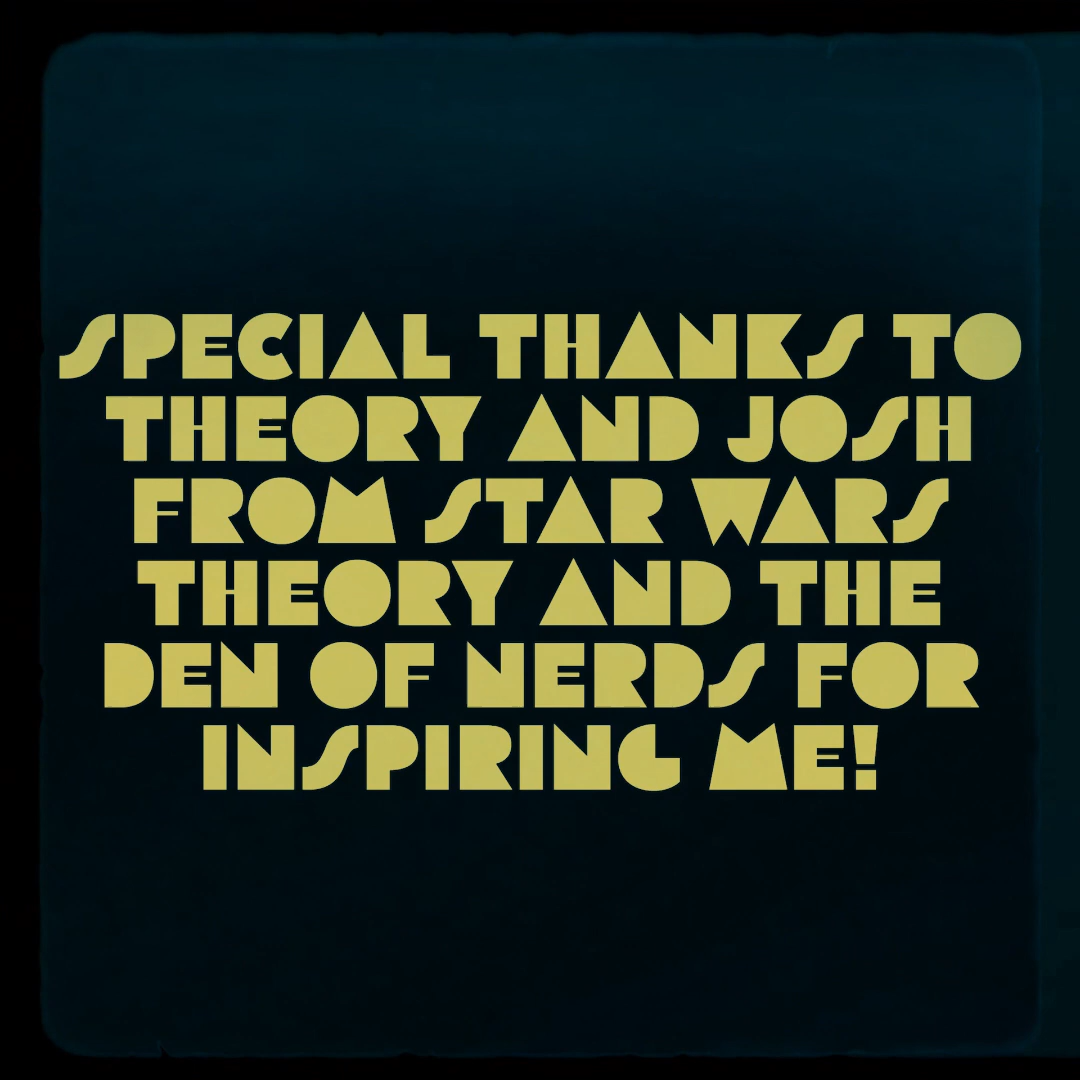 SPECIAL THANKS TO
THEORY AND JOSH
FROM STAR WARS
THEORY AND THE
DEN OF NERDS FOR
INSPIRING ME!